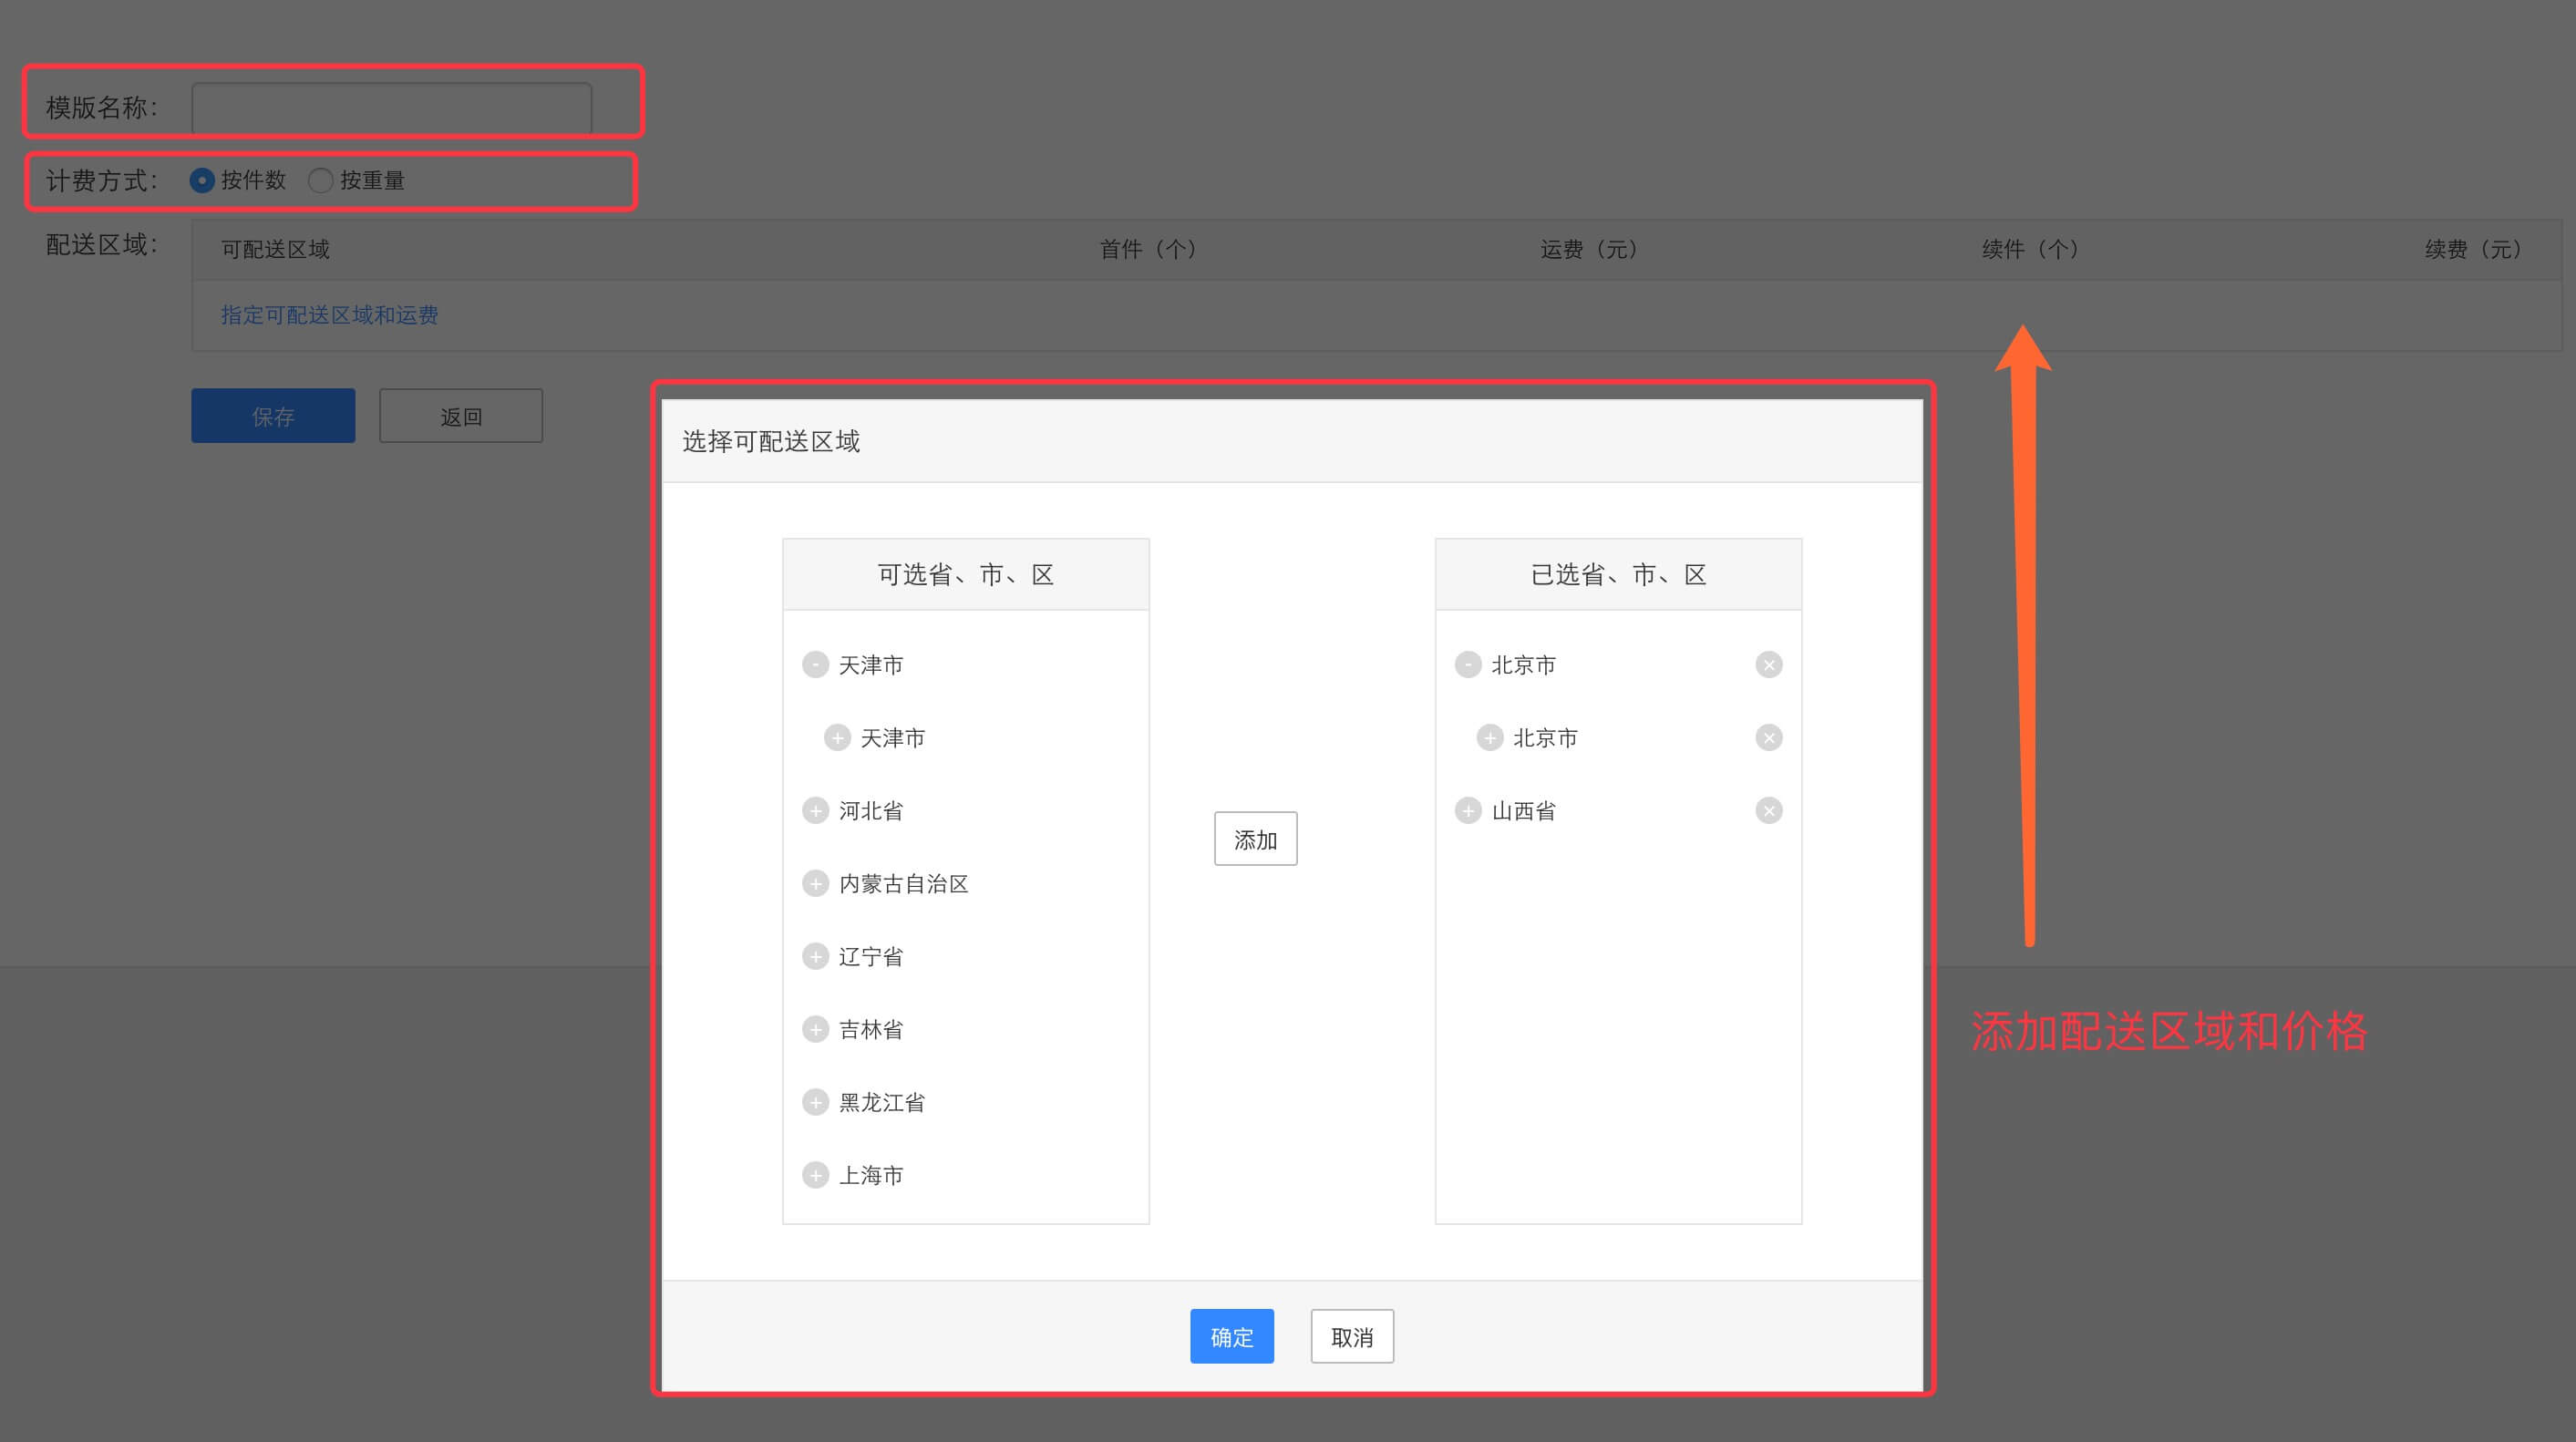 模版名称：
计费方式： 按件数 按重量
配送区域： 可配送区域 首件（个） 运费（元） 续件（个） 续费（元）
指定可配送区域和运费
保存 返回
选择可配送区域
可选省、市、区
- 天津市
+ 天津市
+ 河北省
+ 内蒙古自治区
+ 辽宁省
+ 吉林省
+ 黑龙江省
+ 上海市
添加
已选省、市、区
- 北京市 ×
+ 北京市 ×
+ 山西省 ×
确定 取消
添加配送区域和价格